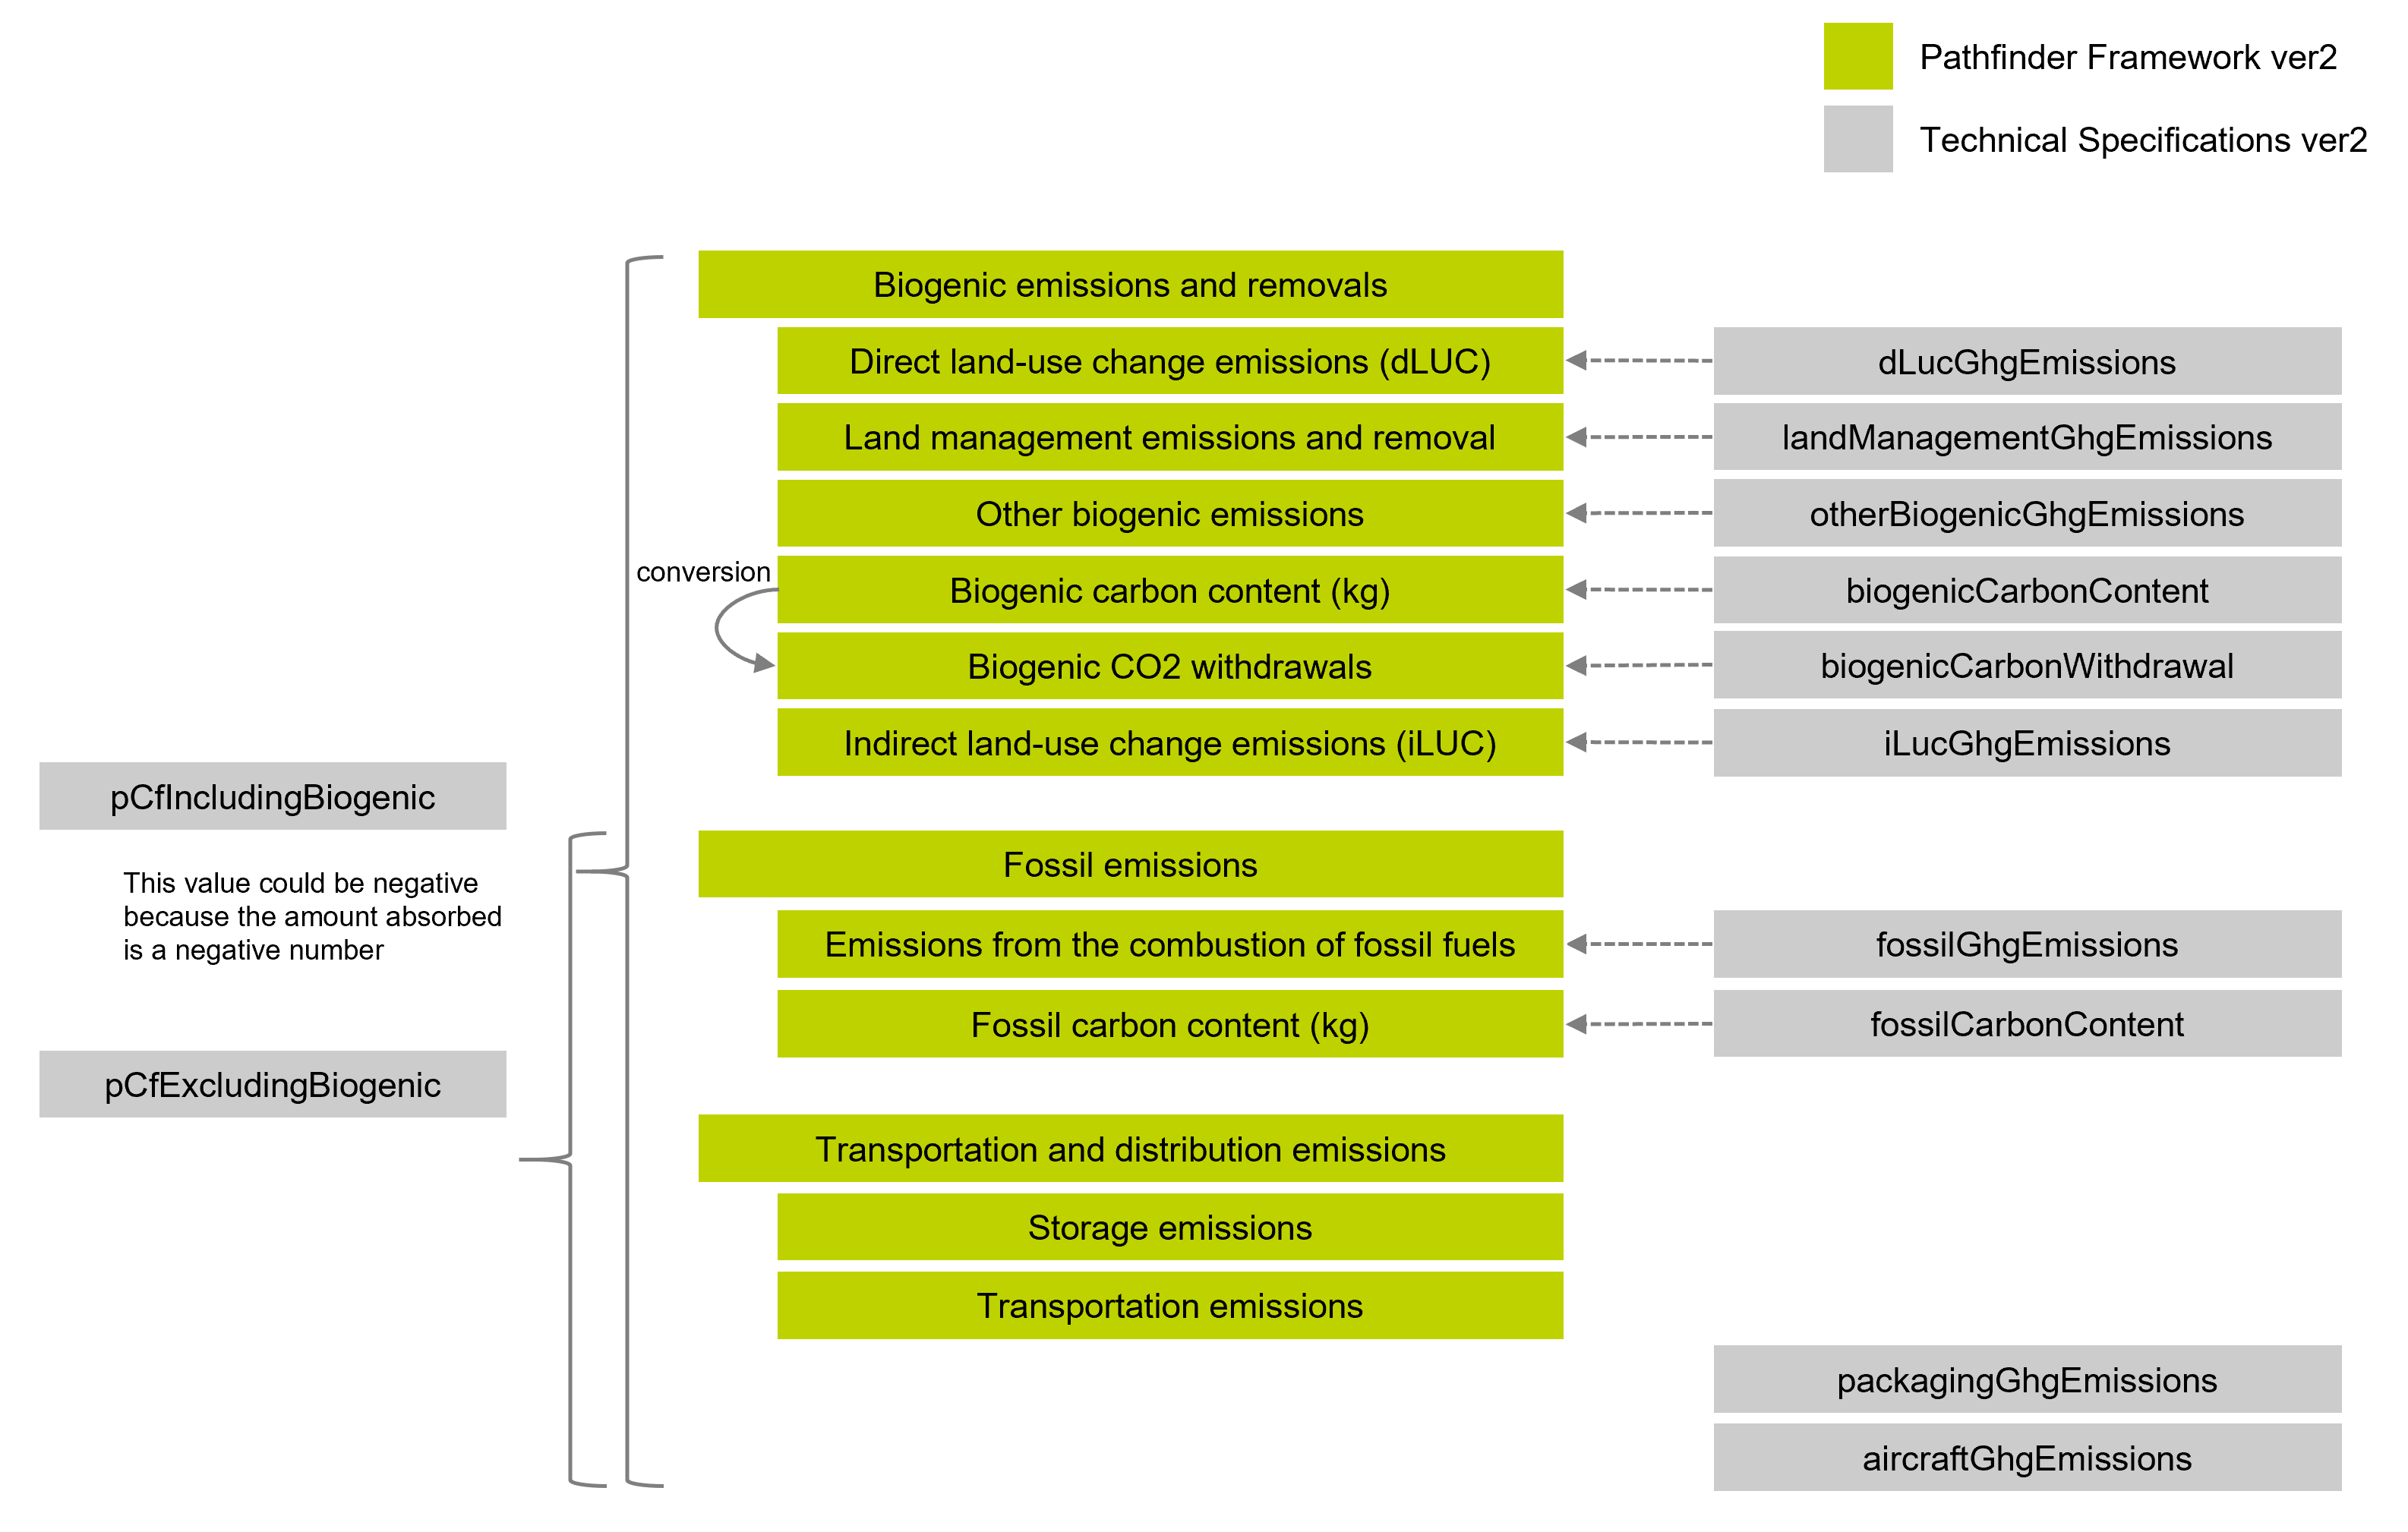 Pathfinder Framework ver2
Technical Specifications ver2
Biogenic emissions and removals
Direct land-use change emissions (dLUC)
dLucGhgEmissions
Land management emissions and removal
landManagementGhgEmissions
Other biogenic emissions
otherBiogenicGhgEmissions
conversion
Biogenic carbon content (kg)
biogenicCarbonContent
Biogenic CO2 withdrawals
biogenicCarbonWithdrawal
Indirect land-use change emissions (iLUC)
iLucGhgEmissions
pCfIncludingBiogenic
This value could be negative
because the amount absorbed
is a negative number
Fossil emissions
Emissions from the combustion of fossil fuels
fossilGhgEmissions
Fossil carbon content (kg)
fossilCarbonContent
pCfExcludingBiogenic
Transportation and distribution emissions
Storage emissions
Transportation emissions
packagingGhgEmissions
aircraftGhgEmissions